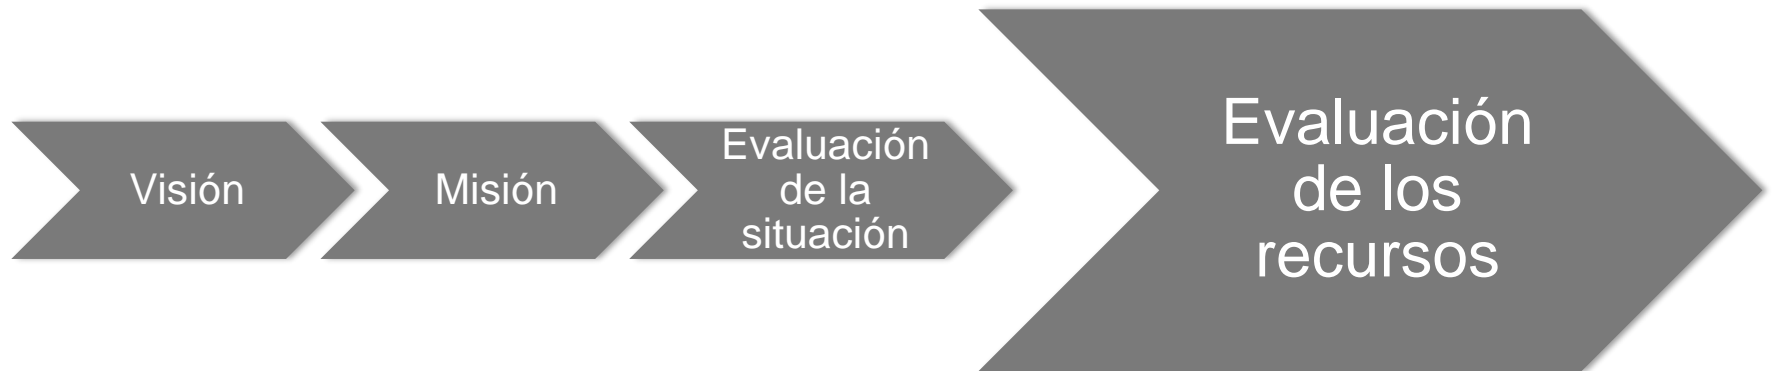 Visión
Misión
Evaluación
de la
situación
Evaluación
de los
recursos